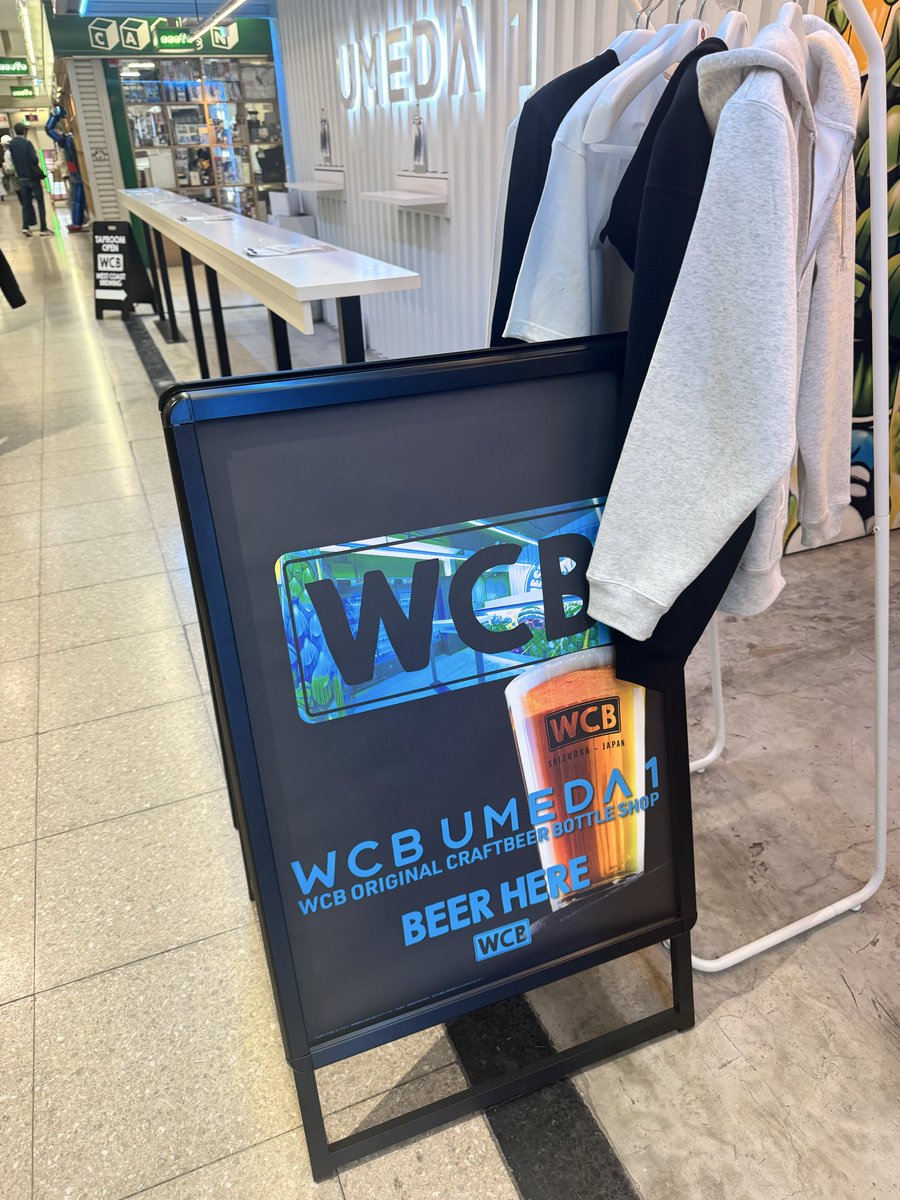 CAN
UMEDA 1
TAPROOM
OPEN
WCB
WEST COAST
BREWING
WCB
WCB
SHIZUOKA - JAPAN
WCB UMEDA 1
WCB ORIGINAL CRAFTBEER BOTTLE SHOP
BEER HERE
WCB